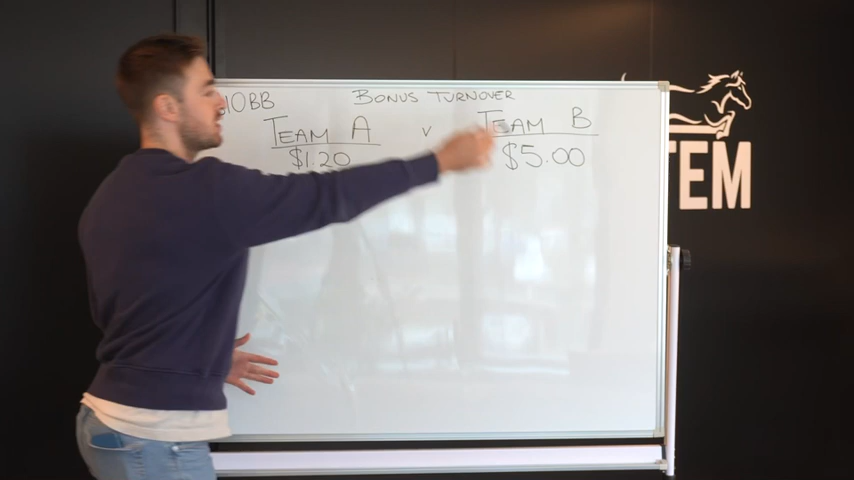 10BB BONUS TURNOVER
TEAM A V TEAM B
$1.20 $5.00
TEM